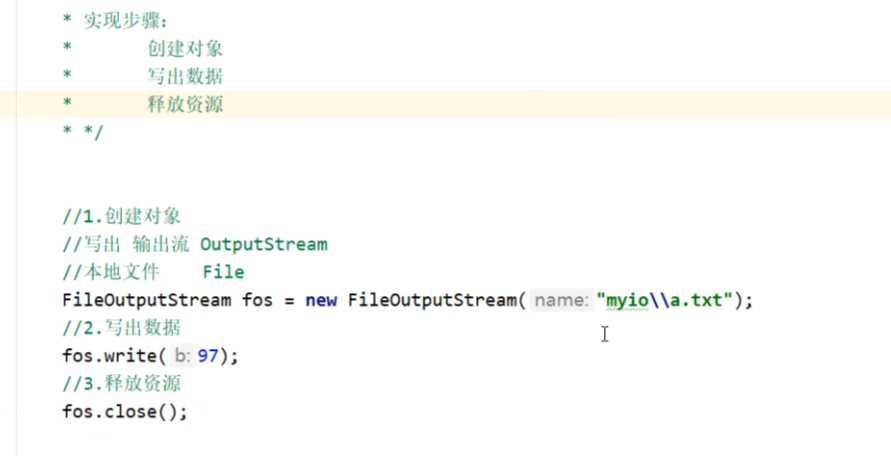 * 实现步骤:
* 创建对象
* 写出数据
* 释放资源
* */
//1.创建对象
//写出 输出流 OutputStream
//本地文件 File
FileOutputStream fos = new FileOutputStream( name: "myio\\a.txt");
//2.写出数据
fos.write( b: 97);
//3.释放资源
fos.close();